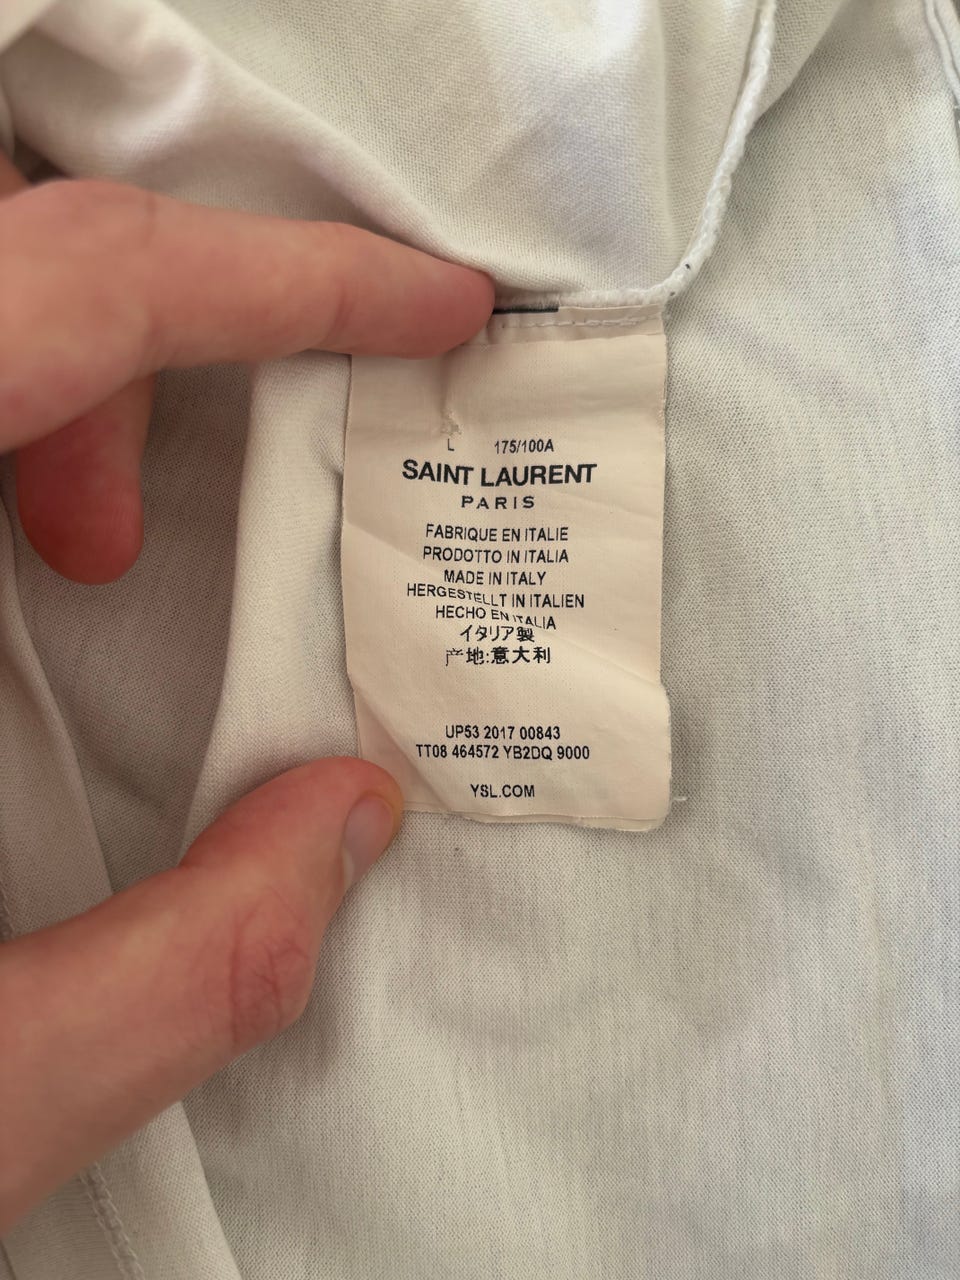 L 175/100A
SAINT LAURENT
PARIS
FABRIQUE EN ITALIE
PRODOTTO IN ITALIA
MADE IN ITALY
HERGESTELLT IN ITALIEN
HECHO EN ITALIA
イタリア製
产地:意大利
UP53 2017 00843
TT08 464572 YB2DQ 9000
YSL.COM